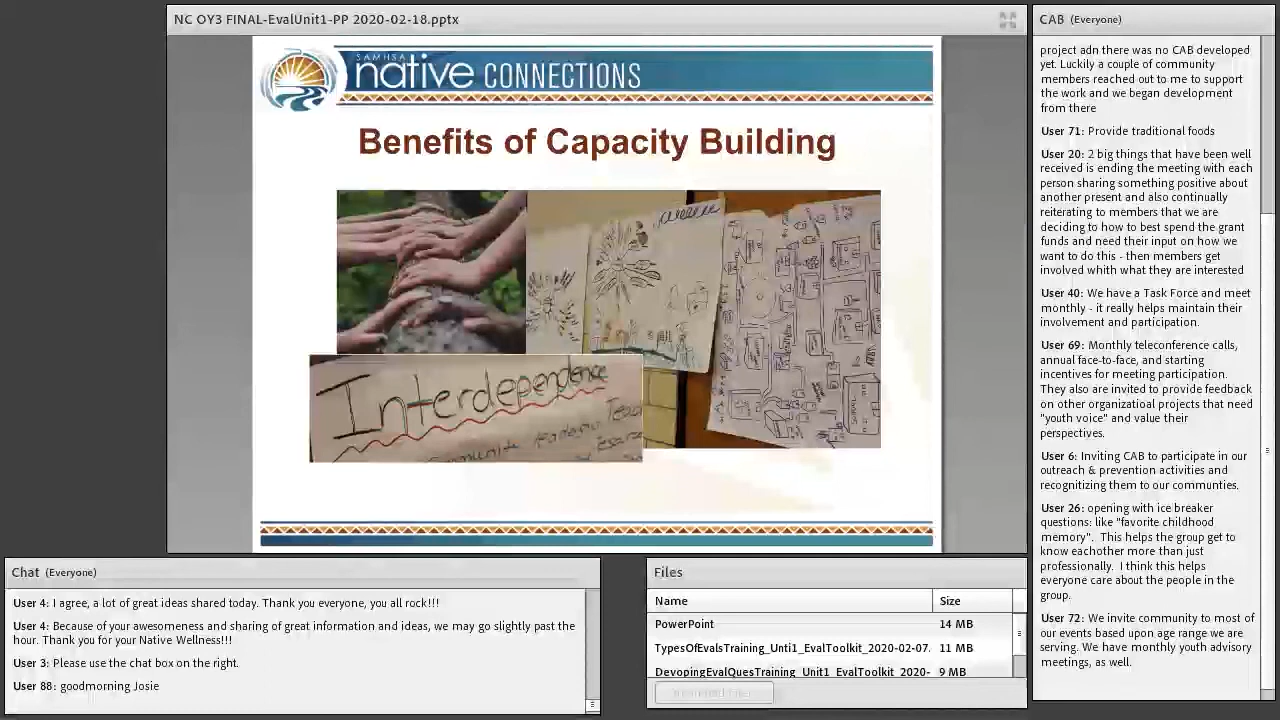 NC OY3 FINAL-EvalUnit1-PP 2020-02-18.pptx
SAMHSA
native CONNECTIONS
Benefits of Capacity Building
Interdependence
CAB (Everyone)
project adn there was no CAB developed
yet. Luckily a couple of community
members reached out to me to support
the work and we began development
from there
User 71: Provide traditional foods
User 20: 2 big things that have been well
received is ending the meeting with each
person sharing something positive about
another present and also continually
reiterating to members that we are
deciding to how to best spend the grant
funds and need their input on how we
want to do this - then members get
involved whith what they are interested
User 40: We have a Task Force and meet
monthly - it really helps maintain their
involvement and participation.
User 69: Monthly teleconference calls,
annual face-to-face, and starting
incentives for meeting participation.
They also are invited to provide feedback
on other organizatioal projects that need
"youth voice" and value their
perspectives.
User 6: Inviting CAB to participate in our
outreach & prevention activities and
recognitizing them to our communties.
User 26: opening with ice breaker
questions: like "favorite childhood
memory".  This helps the group get to
know eachother more than just
professionally.  I think this helps
everyone care about the people in the
group.
User 72: We invite community to most of
our events based upon age range we are
serving. We have monthly youth advisory
meetings, as well.
Chat (Everyone)
User 4: I agree, a lot of great ideas shared today. Thank you everyone, you all rock!!!
User 4: Because of your awesomeness and sharing of great information and ideas, we may go slightly past the
hour. Thank you for your Native Wellness!!!
User 3: Please use the chat box on the right.
User 88: goodmorning Josie
Files
Name Size
PowerPoint 14 MB
TypesOfEvalsTraining_Unti1_EvalToolkit_2020-02-07. 11 MB
DevopingEvalQuesTraining_Unit1_EvalToolkit_2020- 9 MB